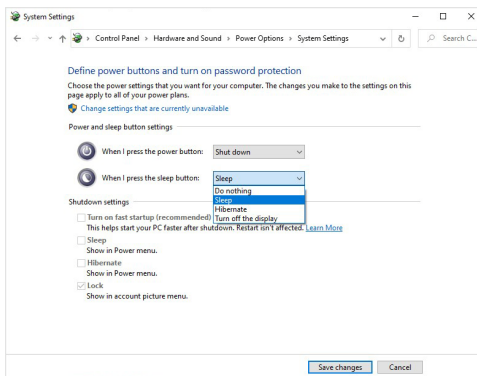 System Settings
Control Panel > Hardware and Sound > Power Options > System Settings
Search C...
Define power buttons and turn on password protection
Choose the power settings that you want for your computer. The changes you make to the settings on this
page apply to all of your power plans.
Change settings that are currently unavailable
Power and sleep button settings
When I press the power button: Shut down
When I press the sleep button: Sleep
Do nothing
Sleep
Hibernate
Turn off the display
Shutdown settings
Turn on fast startup (recommended)
This helps start your PC faster after shutdown. Restart isn't affected. Learn More
Sleep
Show in Power menu.
Hibernate
Show in Power menu.
Lock
Show in account picture menu.
Save changes Cancel